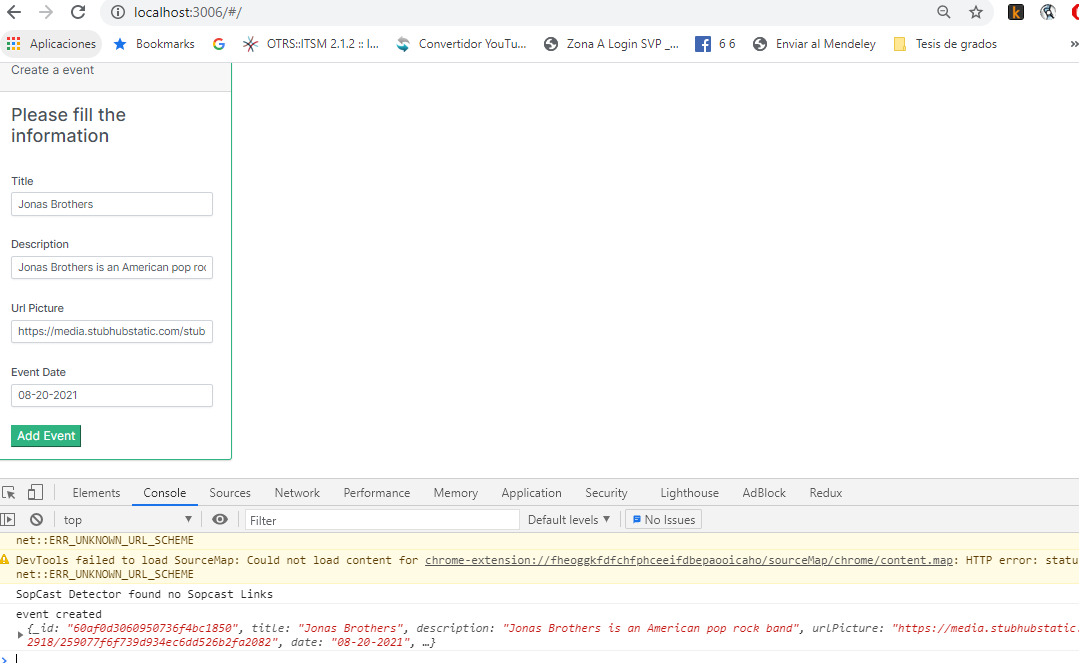 localhost:3006/#/
Aplicaciones Bookmarks OTRS::ITSM 2.1.2 :: I... Convertidor YouTu... Zona A Login SVP _... 6 6 Enviar al Mendeley Tesis de grados »
Create a event
Please fill the
information
Title
Jonas Brothers
Description
Jonas Brothers is an American pop roc
Url Picture
https://media.stubhubstatic.com/stub
Event Date
08-20-2021
Add Event
Elements Console Sources Network Performance Memory Application Security Lighthouse AdBlock Redux
top Filter Default levels No Issues
net::ERR_UNKNOWN_URL_SCHEME
DevTools failed to load SourceMap: Could not load content for chrome-extension://fheoggkfdfchfphceeifdbepaooicaho/sourceMap/chrome/content.map: HTTP error: statu
net::ERR_UNKNOWN_URL_SCHEME
SopCast Detector found no Sopcast Links
event created
{_id: "60af0d3060950736f4bc1850", title: "Jonas Brothers", description: "Jonas Brothers is an American pop rock band", urlPicture: "https://media.stubhubstatic.
2918/259077f6f739d934ec6dd526b2fa2082", date: "08-20-2021", …}